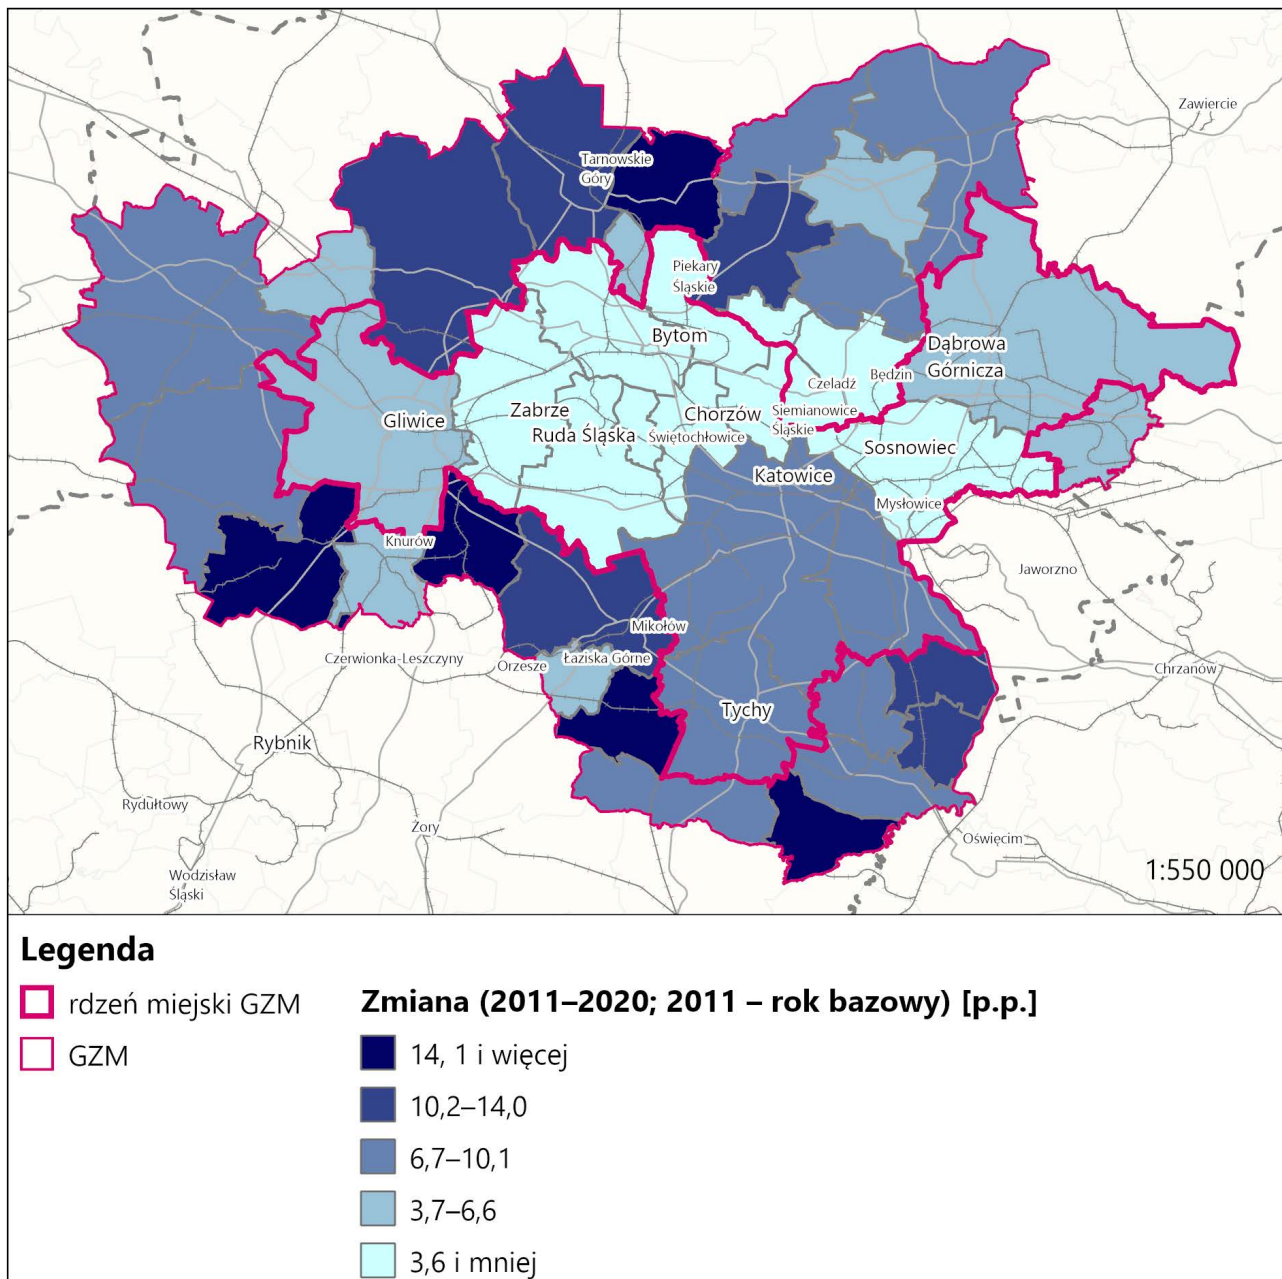 Zawiercie
Tarnowskie
Góry
Piekary
Śląskie
Bytom
Dąbrowa
Górnicza
Będzin
Czeladź
Gliwice
Zabrze
Chorzów
Siemianowice
Śląskie
Ruda Śląska
Świętochłowice
Sosnowiec
Katowice
Mysłowice
Knurów
Jaworzno
Mikołów
Czerwionka-Leszczyny
Orzesze
Łaziska Górne
Chrzanów
Tychy
Rybnik
Rydułtowy
Żory
Oświęcim
Wodzisław
Śląski
1:550 000
Legenda
rdzeń miejski GZM
GZM
Zmiana (2011–2020; 2011 – rok bazowy) [p.p.]
14, 1 i więcej
10,2–14,0
6,7–10,1
3,7–6,6
3,6 i mniej